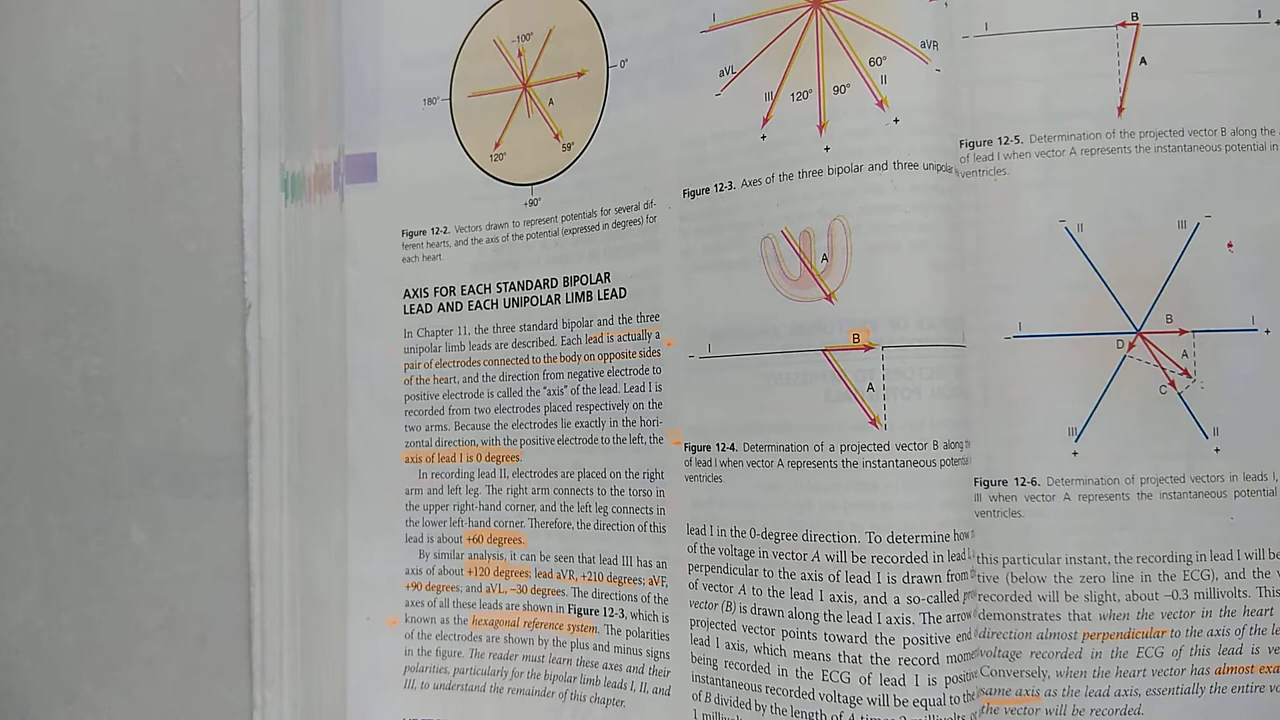 -100°
0°
180°
A
120°
59°
+90°
Figure 12-2. Vectors drawn to represent potentials for several dif-
ferent hearts, and the axis of the potential (expressed in degrees) for
each heart.
AXIS FOR EACH STANDARD BIPOLAR
LEAD AND EACH UNIPOLAR LIMB LEAD
In Chapter 11, the three standard bipolar and the three
unipolar limb leads are described. Each lead is actually a
pair of electrodes connected to the body on opposite sides
of the heart, and the direction from negative electrode to
positive electrode is called the “axis” of the lead. Lead I is
recorded from two electrodes placed respectively on the
two arms. Because the electrodes lie exactly in the hori-
zontal direction, with the positive electrode to the left, the
axis of lead I is 0 degrees.
In recording lead II, electrodes are placed on the right
arm and left leg. The right arm connects to the torso in
the upper right-hand corner, and the left leg connects in
the lower left-hand corner. Therefore, the direction of this
lead is about +60 degrees.
By similar analysis, it can be seen that lead III has an
axis of about +120 degrees; lead aVR, +210 degrees; aVF,
+90 degrees; and aVL, −30 degrees. The directions of the
axes of all these leads are shown in Figure 12-3, which is
known as the hexagonal reference system. The polarities
of the electrodes are shown by the plus and minus signs
in the figure. The reader must learn these axes and their
polarities, particularly for the bipolar limb leads I, II, and
III, to understand the remainder of this chapter.
I
aVR
aVL
−
60°
II
III
120°
90°
−
+
+
+
Figure 12-3. Axes of the three bipolar and three unipolar
A
− I
B
I
A
Figure 12-4. Determination of a projected vector B along
of lead I when vector A represents the instantaneous
ventricles.
lead I in the 0-degree direction. To determine how
of the voltage in vector A will be recorded in lead
perpendicular to the axis of lead I is drawn from
of vector A to the lead I axis, and a so-called
vector (B) is drawn along the lead I axis. The arrow
projected vector points toward the positive end
lead I axis, which means that the record
being recorded in the ECG of lead I is positive
instantaneous recorded voltage will be equal to the
of B divided by the length of A times 2 millivolts
1
B
− I
I
A
Figure 12-5. Determination of the projected vector B along the
of lead I when vector A represents the instantaneous potential in
ventricles.
− II
III −
I
B
I
−
+
D
A
C
III
II
+
+
Figure 12-6. Determination of projected vectors in leads I,
III when vector A represents the instantaneous potential
ventricles.
this particular instant, the recording in lead I will be
(below the zero line in the ECG), and the
recorded will be slight, about −0.3 millivolts. This
demonstrates that when the vector in the heart
direction almost perpendicular to the axis of the
voltage recorded in the ECG of this lead is
Conversely, when the heart vector has almost
same axis as the lead axis, essentially the entire
the vector will be recorded.